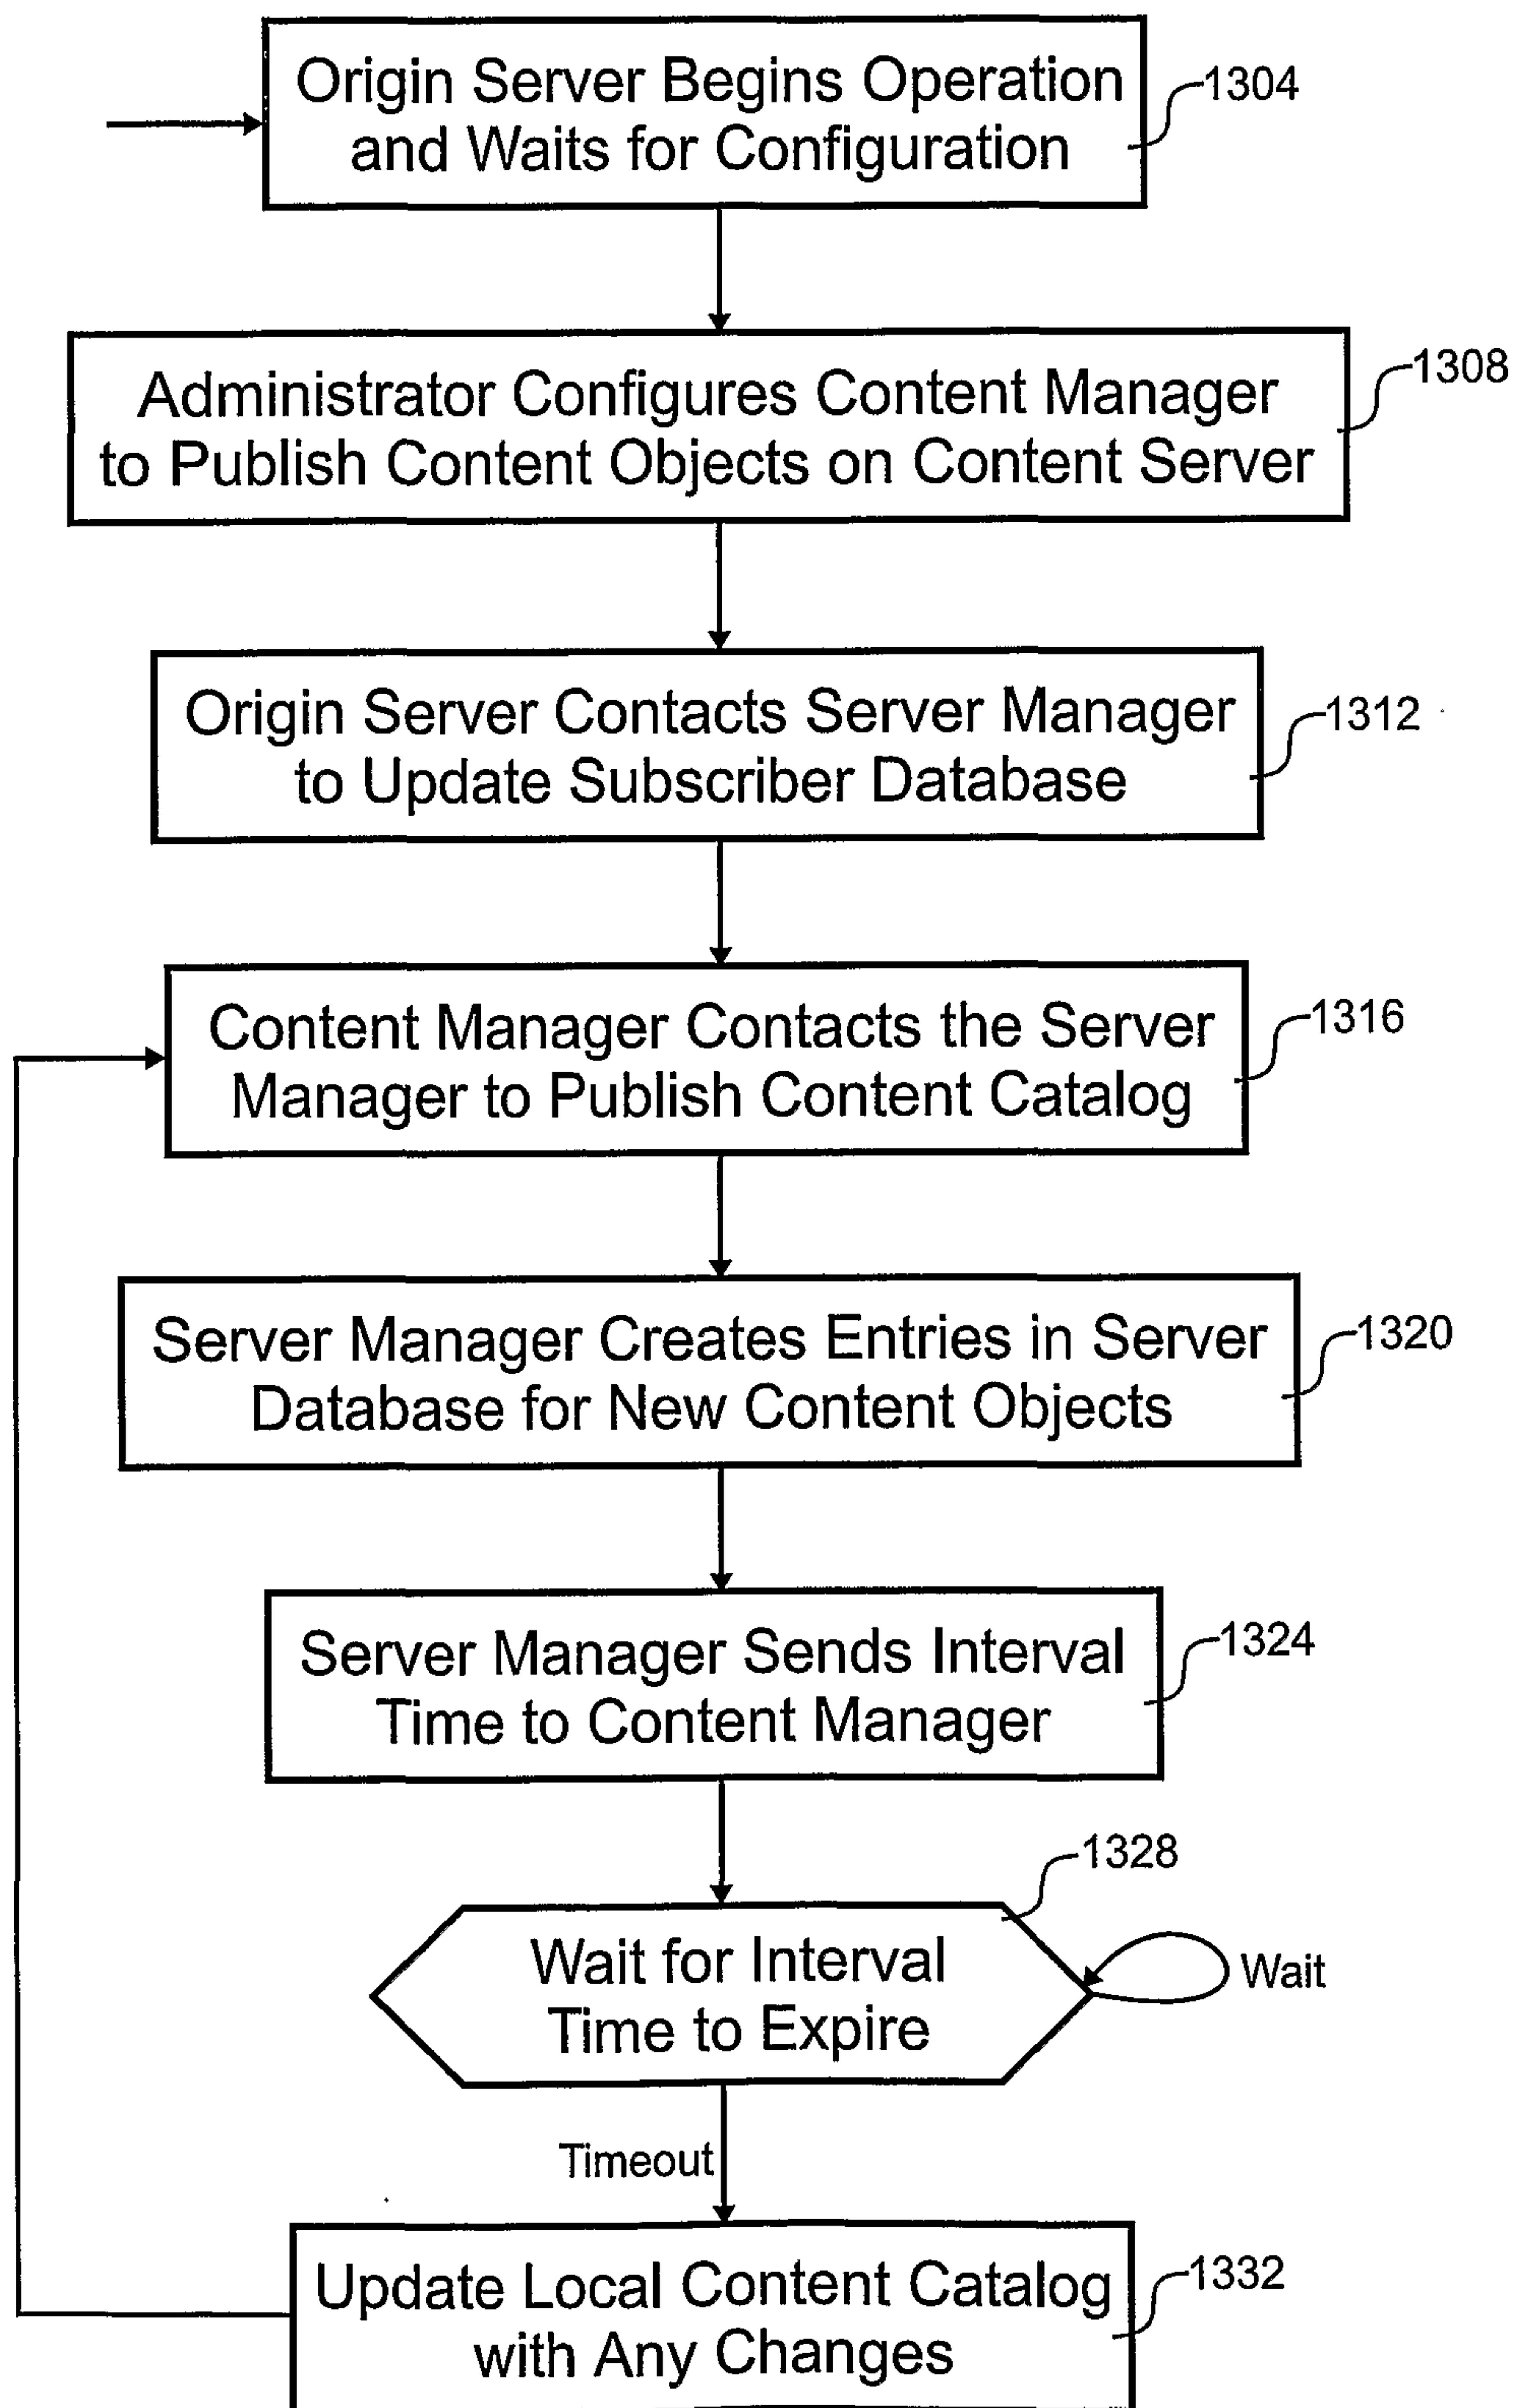 Origin Server Begins Operation
and Waits for Configuration
1304
Administrator Configures Content Manager
to Publish Content Objects on Content Server
1308
Origin Server Contacts Server Manager
to Update Subscriber Database
1312
Content Manager Contacts the Server
Manager to Publish Content Catalog
1316
Server Manager Creates Entries in Server
Database for New Content Objects
1320
Server Manager Sends Interval
Time to Content Manager
1324
1328
Wait for Interval
Time to Expire
Wait
Timeout
Update Local Content Catalog
with Any Changes
1332